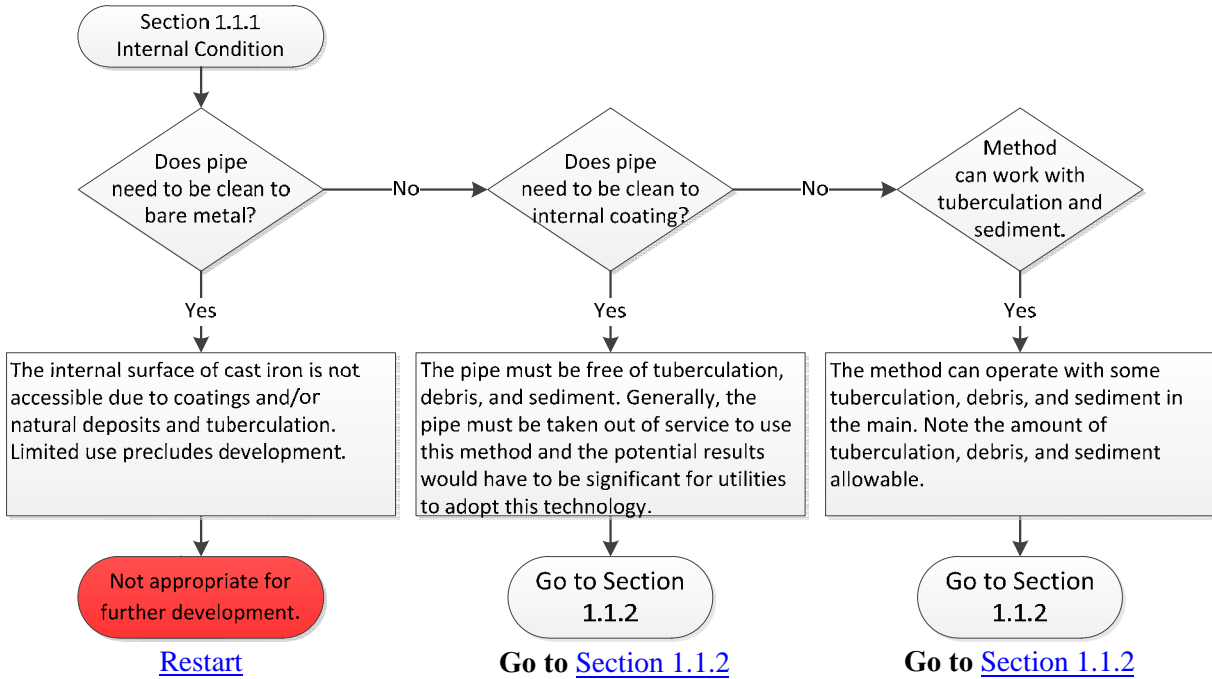 Section 1.1.1
Internal Condition
Does pipe
need to be clean to
bare metal?
No
Does pipe
need to be clean to
internal coating?
No
Method
can work with
tuberculation and
sediment.
Yes
Yes
Yes
The internal surface of cast iron is not
accessible due to coatings and/or
natural deposits and tuberculation.
Limited use precludes development.
The pipe must be free of tuberculation,
debris, and sediment. Generally, the
pipe must be taken out of service to use
this method and the potential results
would have to be significant for utilities
to adopt this technology.
The method can operate with some
tuberculation, debris, and sediment in
the main. Note the amount of
tuberculation, debris, and sediment
allowable.
Not appropriate for
further development.
Go to Section
1.1.2
Go to Section
1.1.2
Restart
Go to Section 1.1.2
Go to Section 1.1.2